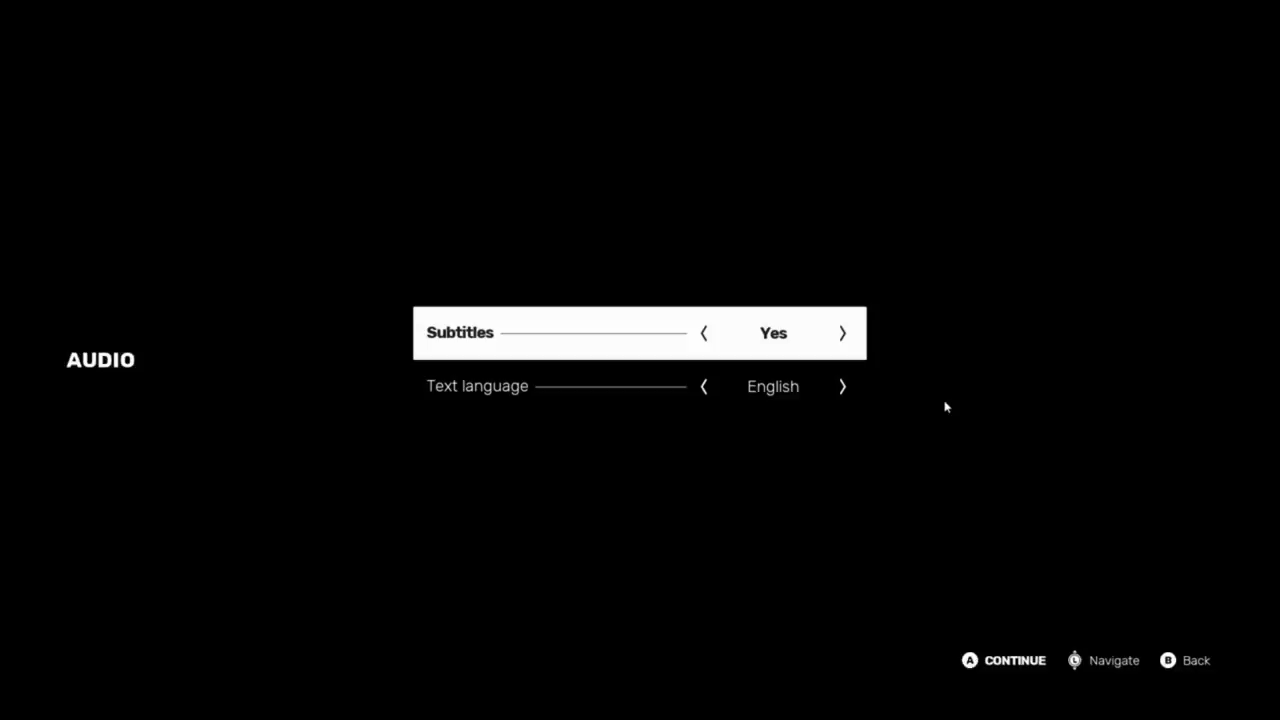 AUDIO
Subtitles Yes
Text language English
A CONTINUE L Navigate B Back